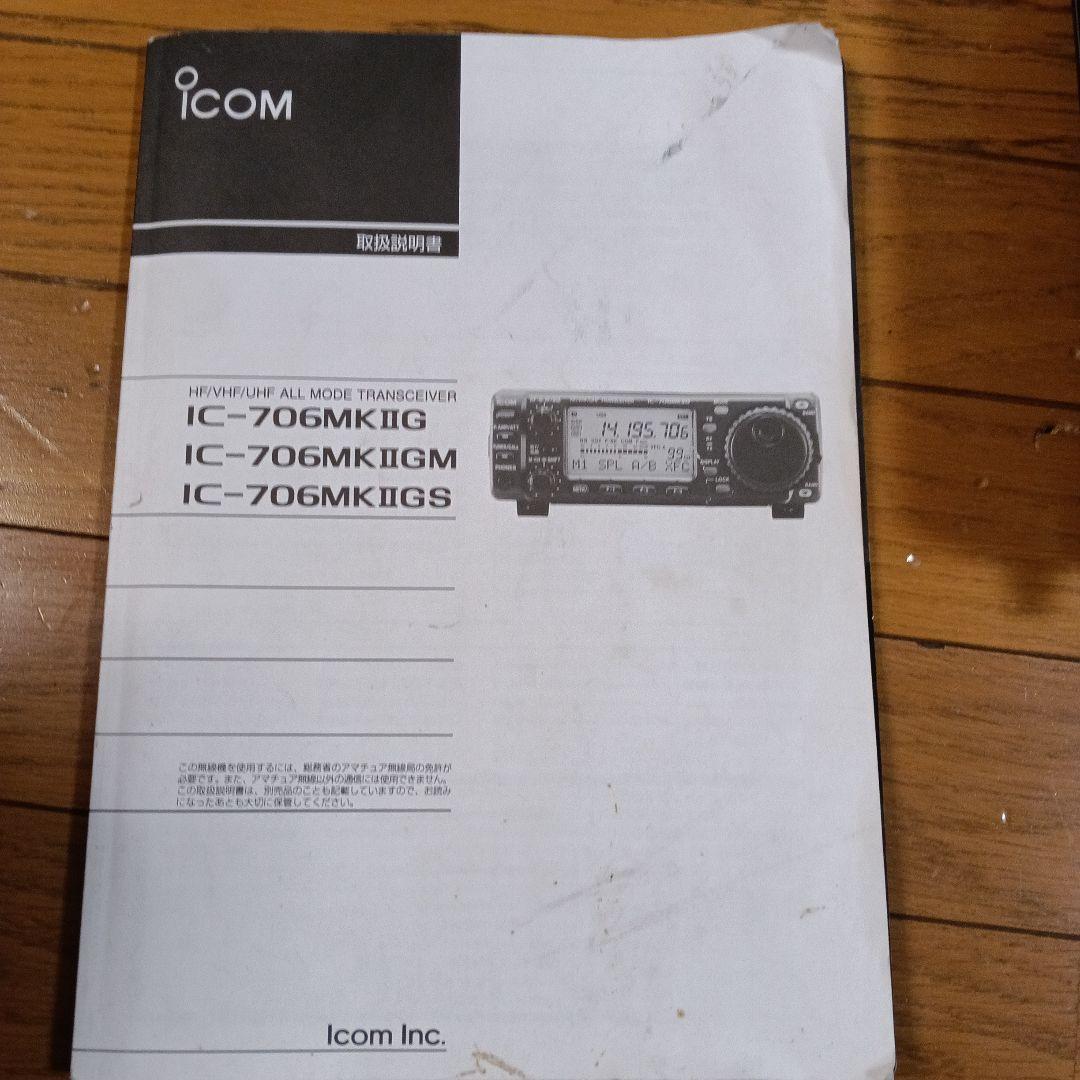 ICOM
取扱説明書
HF/VHF/UHF ALL MODE TRANSCEIVER
IC-706MKⅡG
IC-706MKⅡGM
IC-706MKⅡGS
14.195.706
99
M1 SPL A/B XFC
DISPLAY
LOCK
MENU
この無線機を使用するには、総務省のアマチュア無線局の免許が
必要です。また、アマチュア無線以外の通信には使用できません。
この取扱説明書は、別売品のことも記載していますので、お読み
になったあとも大切に保管してください。
Icom Inc.